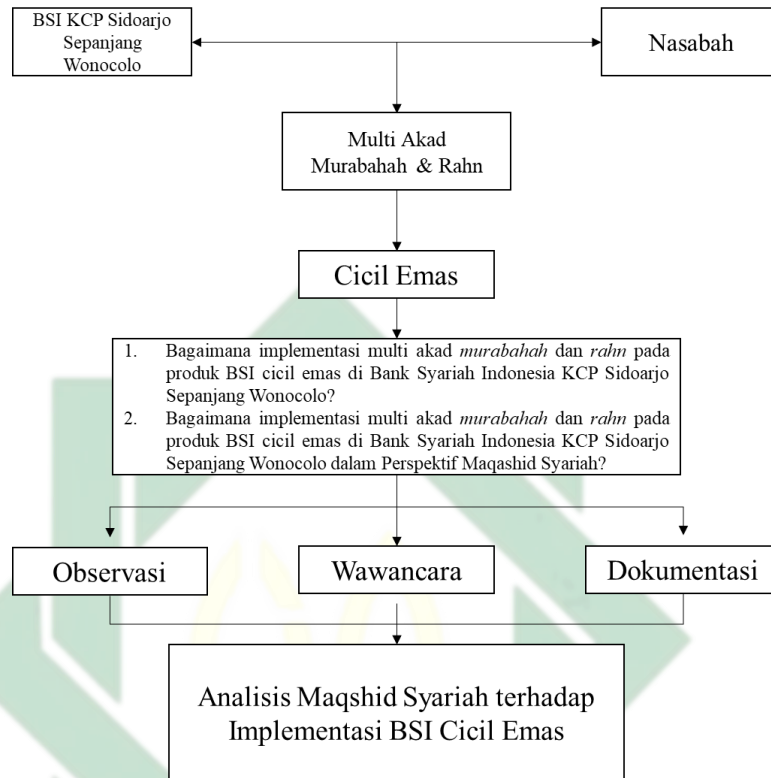 BSI KCP Sidoarjo
Sepanjang
Wonocolo
Nasabah
Multi Akad
Murabahah & Rahn
Cicil Emas
1. Bagaimana implementasi multi akad murabahah dan rahn pada
produk BSI cicil emas di Bank Syariah Indonesia KCP Sidoarjo
Sepanjang Wonocolo?
2. Bagaimana implementasi multi akad murabahah dan rahn pada
produk BSI cicil emas di Bank Syariah Indonesia KCP Sidoarjo
Sepanjang Wonocolo dalam Perspektif Maqashid Syariah?
Observasi
Wawancara
Dokumentasi
Analisis Maqshid Syariah terhadap
Implementasi BSI Cicil Emas